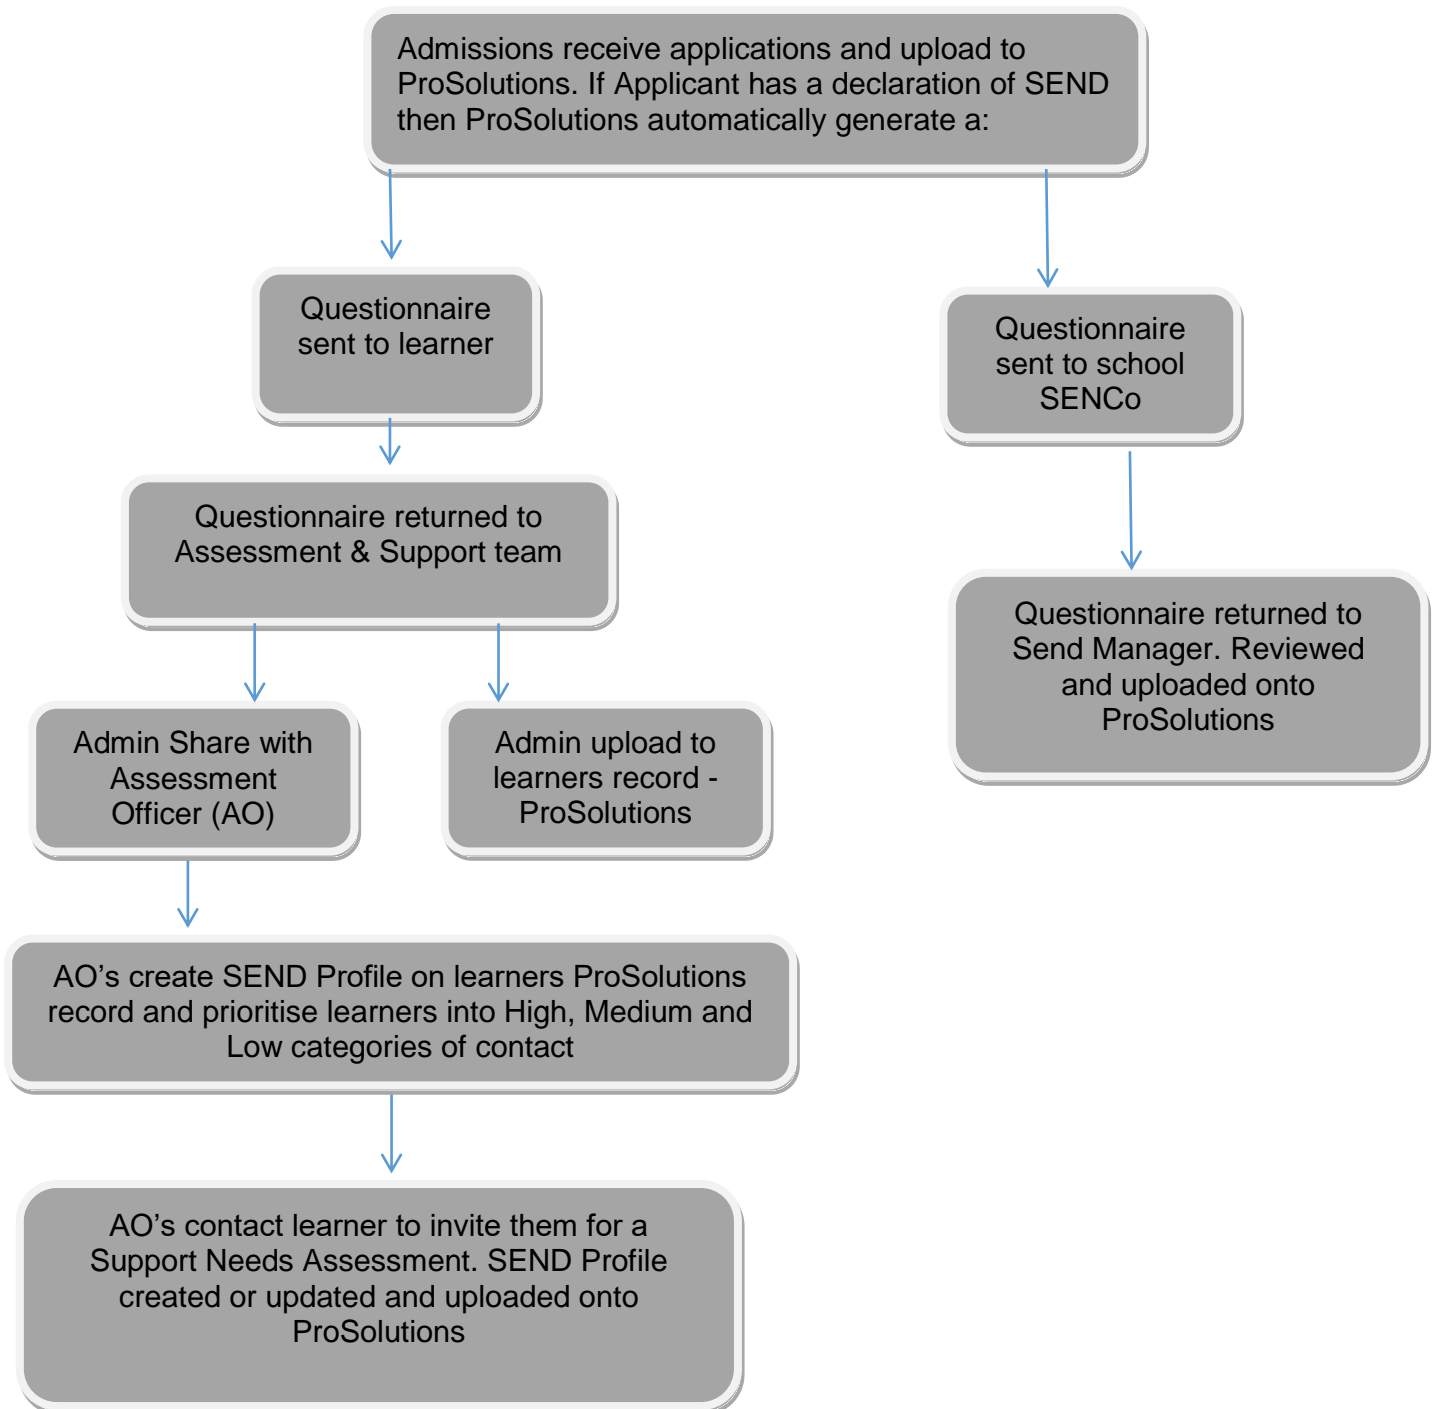 Admissions receive applications and upload to
ProSolutions. If Applicant has a declaration of SEND
then ProSolutions automatically generate a:
Questionnaire
sent to learner
Questionnaire
sent to school
SENCo
Questionnaire returned to
Assessment & Support team
Questionnaire returned to
Send Manager. Reviewed
and uploaded onto
ProSolutions
Admin Share with
Assessment
Officer (AO)
Admin upload to
learners record -
ProSolutions
AO’s create SEND Profile on learners ProSolutions
record and prioritise learners into High, Medium and
Low categories of contact
AO’s contact learner to invite them for a
Support Needs Assessment. SEND Profile
created or updated and uploaded onto
ProSolutions